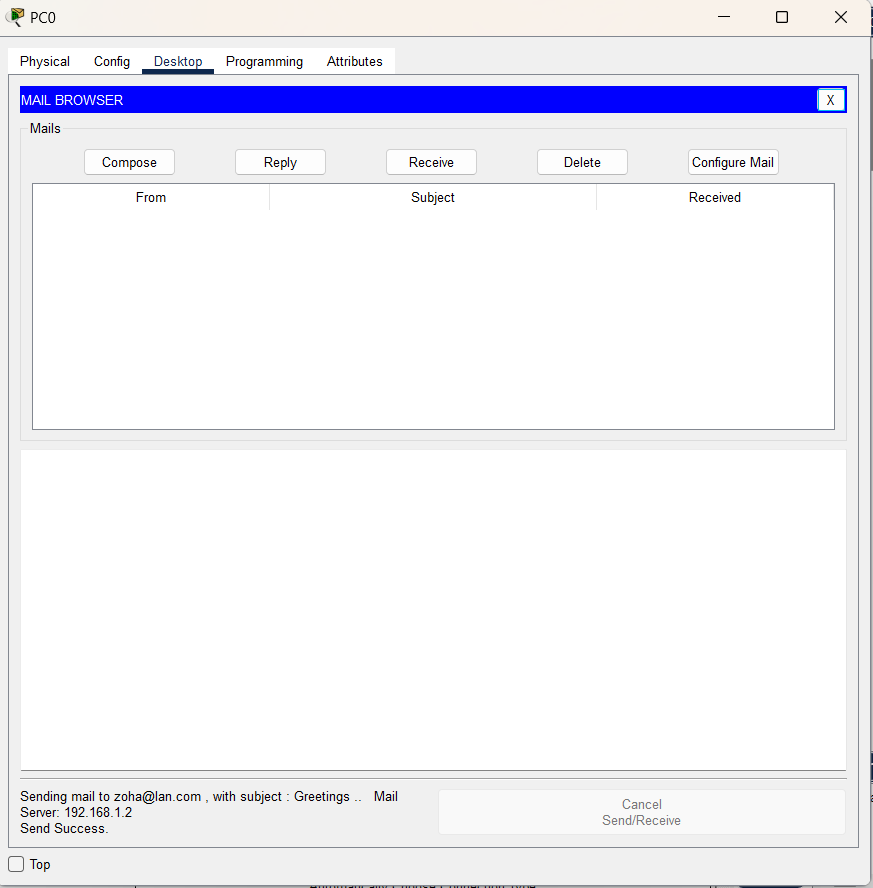 PC0
Physical Config Desktop Programming Attributes
MAIL BROWSER X
Mails
Compose Reply Receive Delete Configure Mail
From Subject Received
Sending mail to zoha@lan.com , with subject : Greetings .. Mail
Server: 192.168.1.2
Send Success.
Cancel
Send/Receive
Top